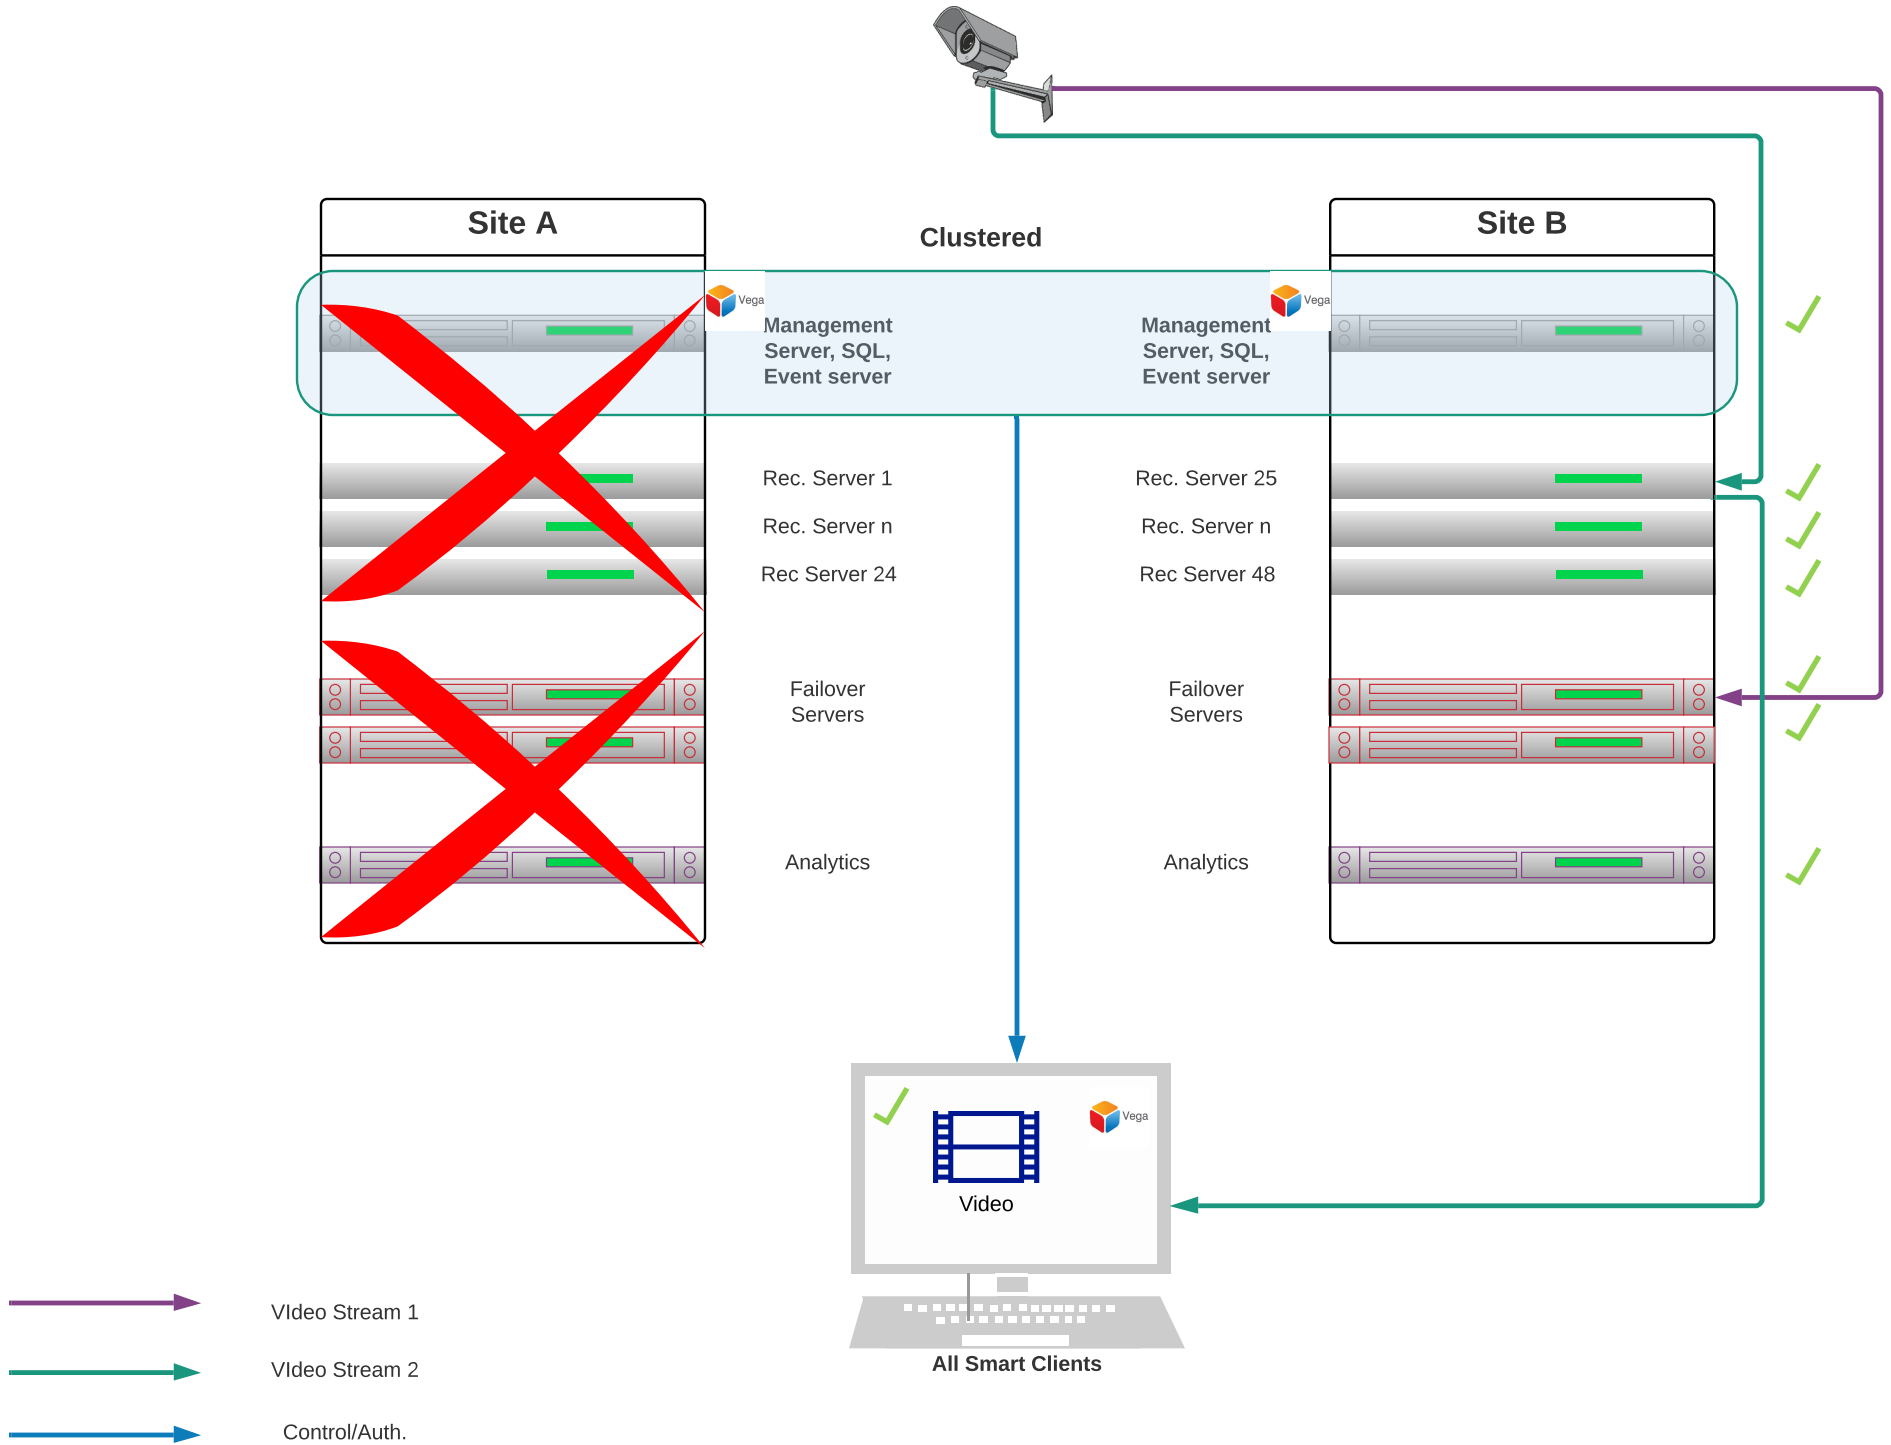 Site A
Clustered
Site B
Vega
Vega
Management
Server, SQL,
Event server
Management
Server, SQL,
Event server
Rec. Server 1
Rec. Server 25
Rec. Server n
Rec. Server n
Rec Server 24
Rec Server 48
Failover
Servers
Failover
Servers
Analytics
Analytics
Vega
Video
All Smart Clients
VIdeo Stream 1
VIdeo Stream 2
Control/Auth.